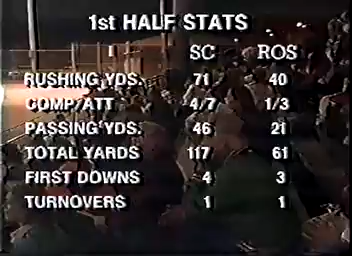 1st HALF STATS
SC ROS
RUSHING YDS. 71 40
COMP/ATT 4/7 1/3
PASSING YDS. 46 21
TOTAL YARDS 117 61
FIRST DOWNS 4 3
TURNOVERS 1 1